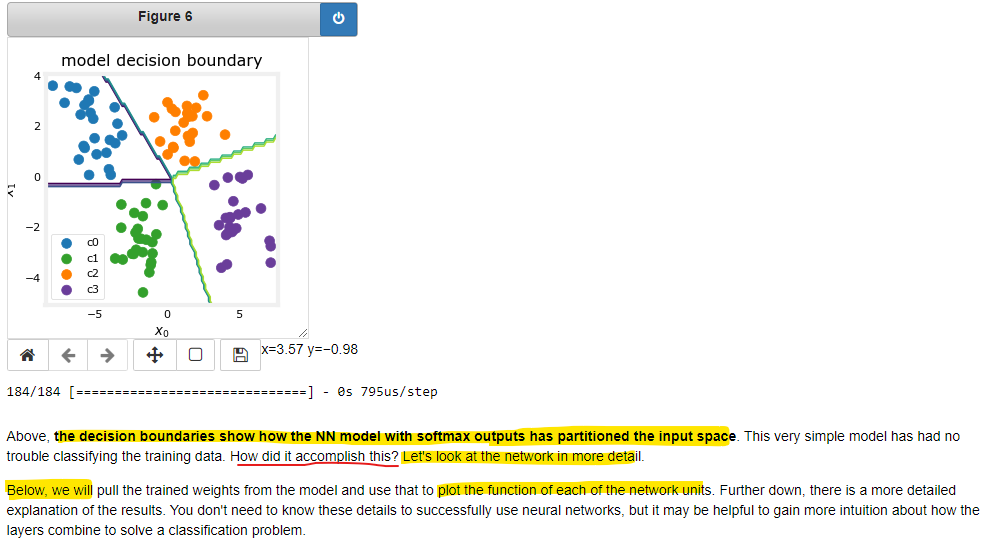 Figure 6
model decision boundary
4
2
0
−2
−4
x1
c0
c1
c2
c3
−5 0 5
x0
x=3.57 y=−0.98
184/184 [==============================] - 0s 795us/step
Above, the decision boundaries show how the NN model with softmax outputs has partitioned the input space. This very simple model has had no
trouble classifying the training data. How did it accomplish this? Let's look at the network in more detail.
Below, we will pull the trained weights from the model and use that to plot the function of each of the network units. Further down, there is a more detailed
explanation of the results. You don't need to know these details to successfully use neural networks, but it may be helpful to gain more intuition about how the
layers combine to solve a classification problem.